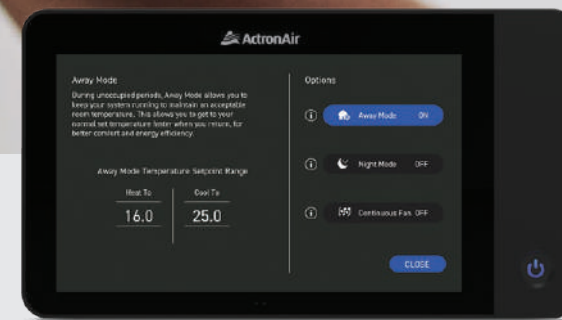 ActronAir
Away Mode
During unoccupied periods, Away Mode allows you to
keep your system running to maintain an acceptable
room temperature. This allows you to get to your
normal set temperature faster when you return, for
better comfort and energy efficiency.
Away Mode Temperature Setpoint Range
Heat To
Cool To
16.0
25.0
Options
Away Mode ON
Night Mode OFF
Continuous Fan OFF
CLOSE